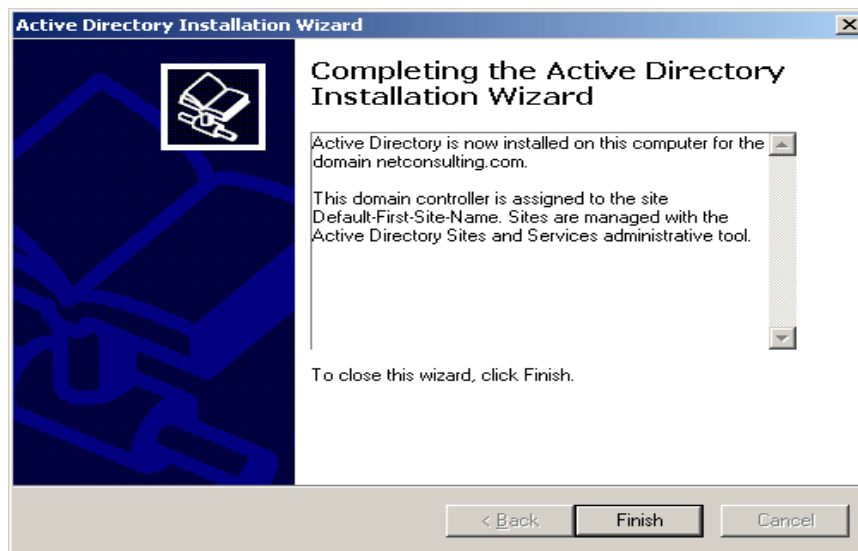 Active Directory Installation Wizard
Completing the Active Directory
Installation Wizard
Active Directory is now installed on this computer for the
domain netconsulting.com.
This domain controller is assigned to the site
Default-First-Site-Name. Sites are managed with the
Active Directory Sites and Services administrative tool.
To close this wizard, click Finish.
< Back Finish Cancel